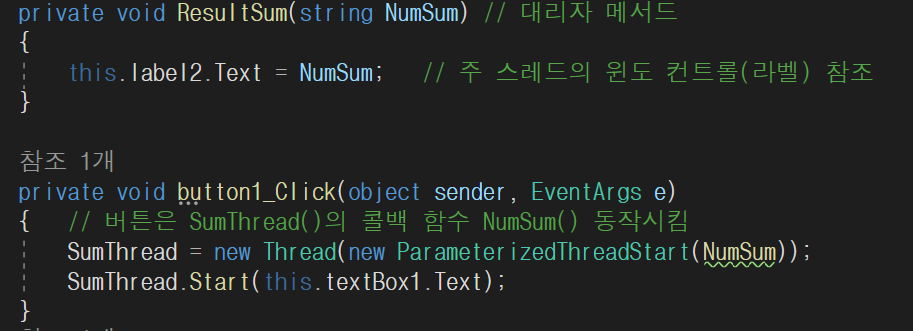 private void ResultSum(string NumSum) // 대리자 메서드
{
this.label2.Text = NumSum; // 주 스레드의 윈도 컨트롤(라벨) 참조
}
참조 1개
private void button1_Click(object sender, EventArgs e)
{ // 버튼은 SumThread()의 콜백 함수 NumSum() 동작시킴
SumThread = new Thread(new ParameterizedThreadStart(NumSum));
SumThread.Start(this.textBox1.Text);
}